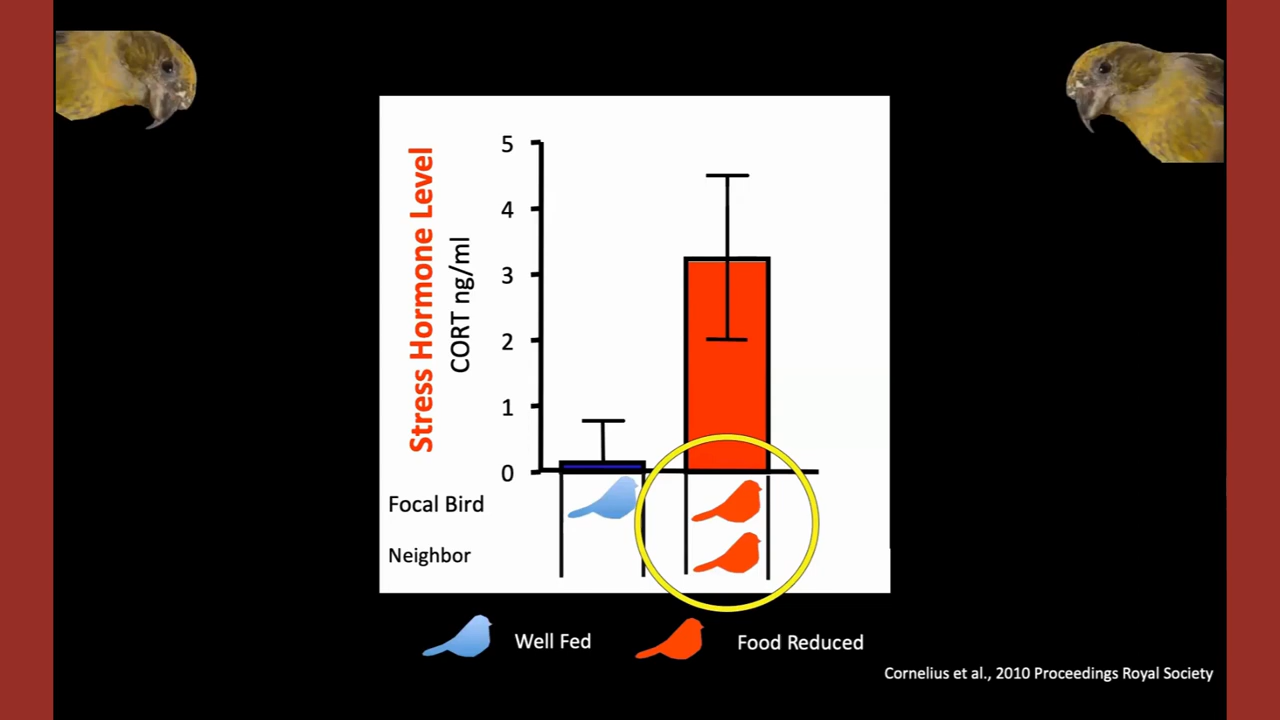 Stress Hormone Level
CORT ng/ml
5
4
3
2
1
0
Focal Bird
Neighbor
Well Fed
Food Reduced
Cornelius et al., 2010 Proceedings Royal Society